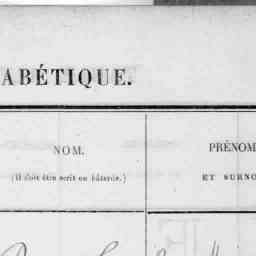 ABÉTIQUE.
NOM.
PRÉNOM
(Il doit être écrit en bâtarde.)
ET SURNO